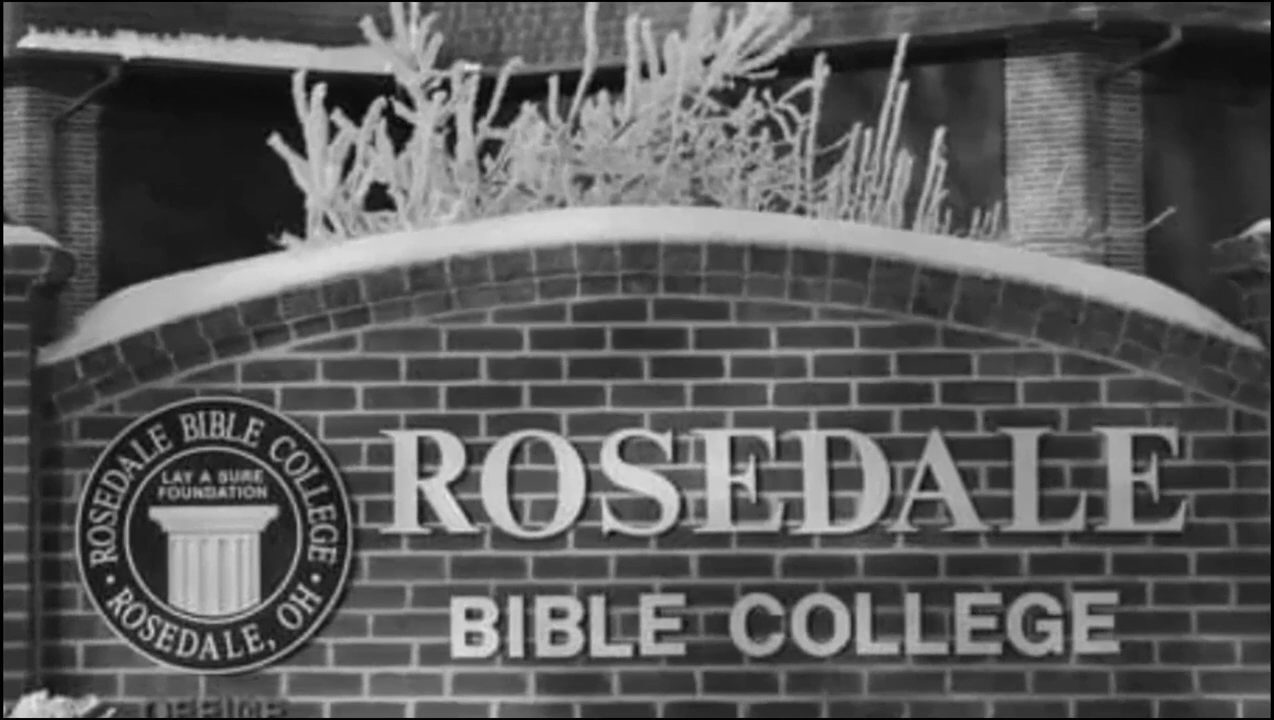 ROSEDALE BIBLE COLLEGE
LAY A SURE
FOUNDATION
• ROSEDALE, OH •
ROSEDALE
BIBLE COLLEGE